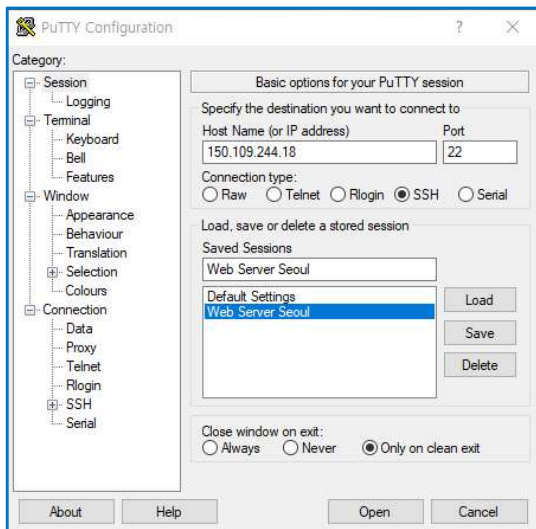 PuTTY Configuration
?
Category:
Session
Logging
Terminal
Keyboard
Bell
Features
Window
Appearance
Behaviour
Translation
Selection
Colours
Connection
Data
Proxy
Telnet
Rlogin
SSH
Serial
Basic options for your PuTTY session
Specify the destination you want to connect to
Host Name (or IP address) Port
150.109.244.18 22
Connection type:
Raw Telnet Rlogin SSH Serial
Load, save or delete a stored session
Saved Sessions
Web Server Seoul
Default Settings
Web Server Seoul
Load
Save
Delete
Close window on exit:
Always Never Only on clean exit
About Help Open Cancel